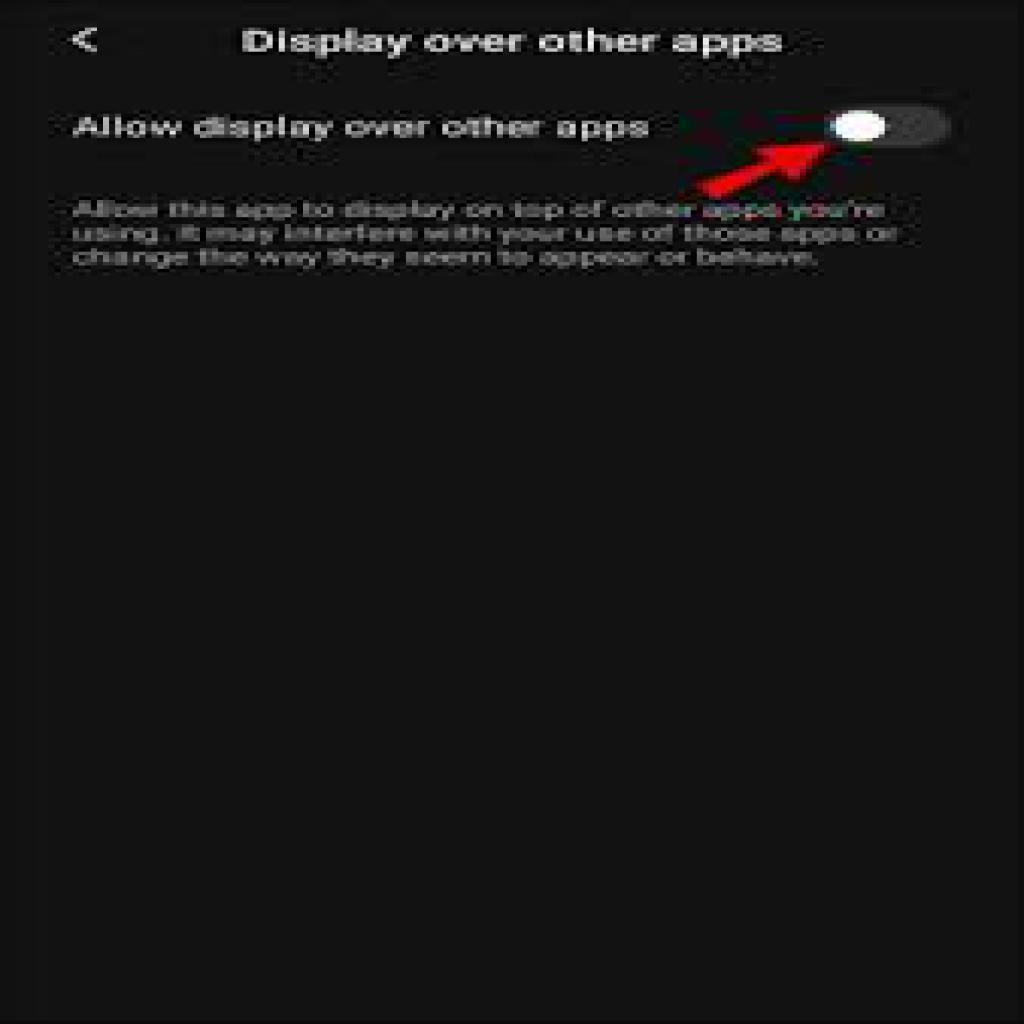 Display over other apps
Allow display over other apps
Allow this app to display on top of other apps you're
using. It may interfere with your use of those apps or
change the way they seem to appear or behave.